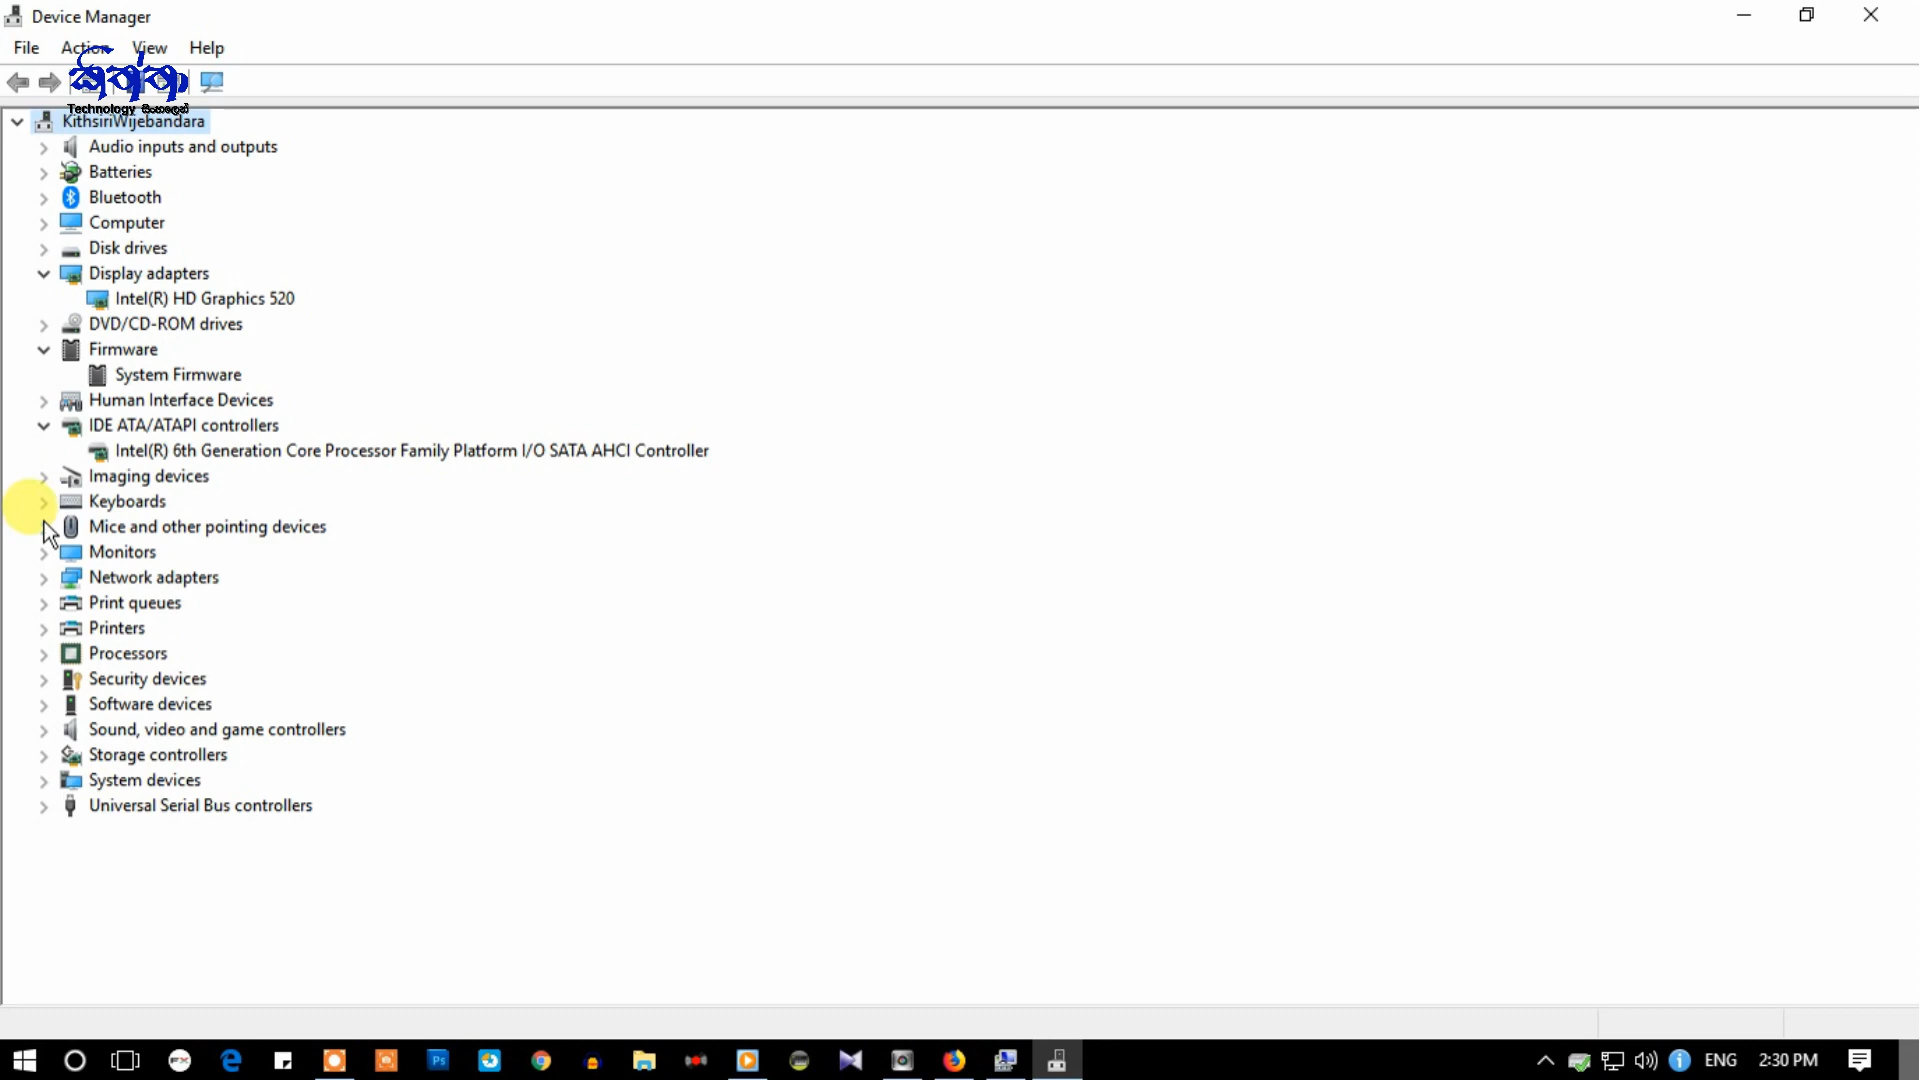 Device Manager
File Action View Help
Technology
KithsiriWijebandara
Audio inputs and outputs
Batteries
Bluetooth
Computer
Disk drives
Display adapters
Intel(R) HD Graphics 520
DVD/CD-ROM drives
Firmware
System Firmware
Human Interface Devices
IDE ATA/ATAPI controllers
Intel(R) 6th Generation Core Processor Family Platform I/O SATA AHCI Controller
Imaging devices
Keyboards
Mice and other pointing devices
Monitors
Network adapters
Print queues
Printers
Processors
Security devices
Software devices
Sound, video and game controllers
Storage controllers
System devices
Universal Serial Bus controllers
Ps
ENG 2:30 PM